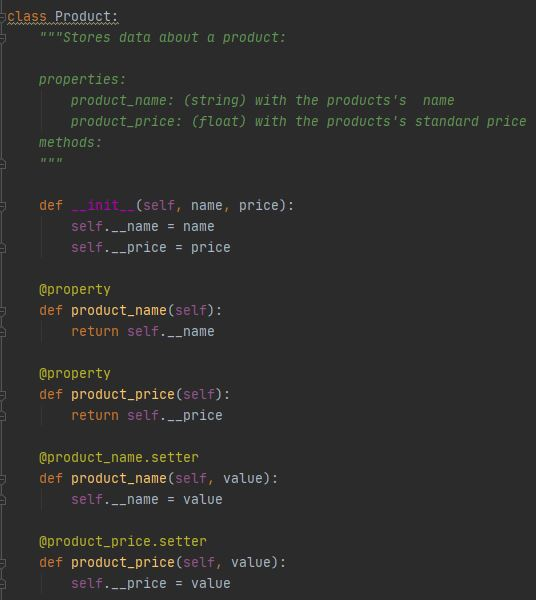 class Product:
    """Stores data about a product:

    properties:
        product_name: (string) with the products's  name
        product_price: (float) with the products's standard price
    methods:
    """

    def __init__(self, name, price):
        self.__name = name
        self.__price = price

    @property
    def product_name(self):
        return self.__name

    @property
    def product_price(self):
        return self.__price

    @product_name.setter
    def product_name(self, value):
        self.__name = value

    @product_price.setter
    def product_price(self, value):
        self.__price = value